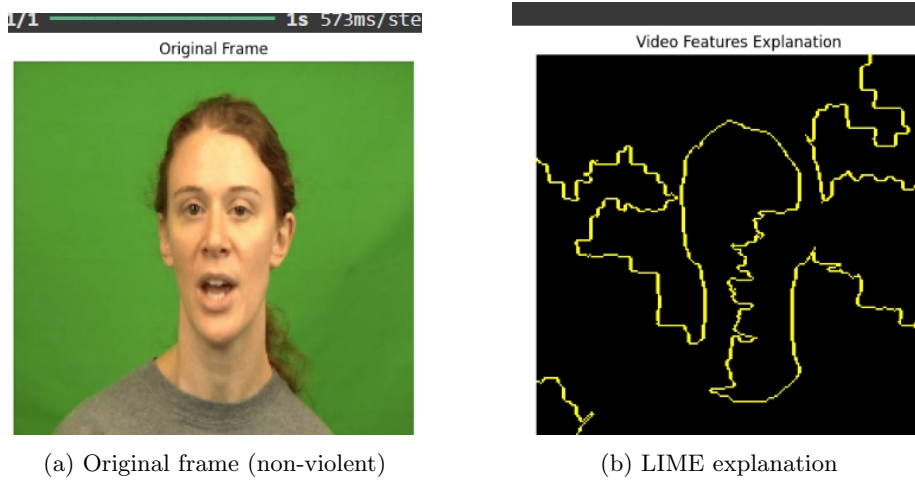 1/1 1s 573ms/ste
Original Frame
Video Features Explanation
(a) Original frame (non-violent)
(b) LIME explanation